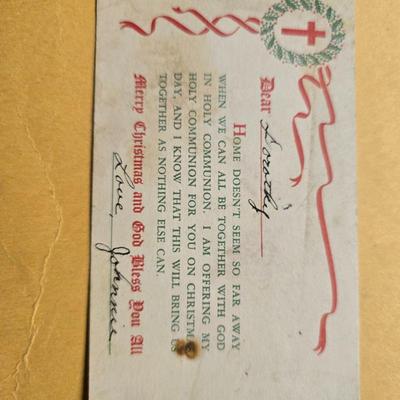 Dear Dorothy
HOME DOESN'T SEEM SO FAR AWAY
WHEN WE CAN ALL BE TOGETHER WITH GOD
IN HOLY COMMUNION. I AM OFFERING MY
HOLY COMMUNION FOR YOU ON CHRISTMAS
DAY, AND I KNOW THAT THIS WILL BRING US
TOGETHER AS NOTHING ELSE CAN.
Merry Christmas and God Bless You All
Love, Johnnie